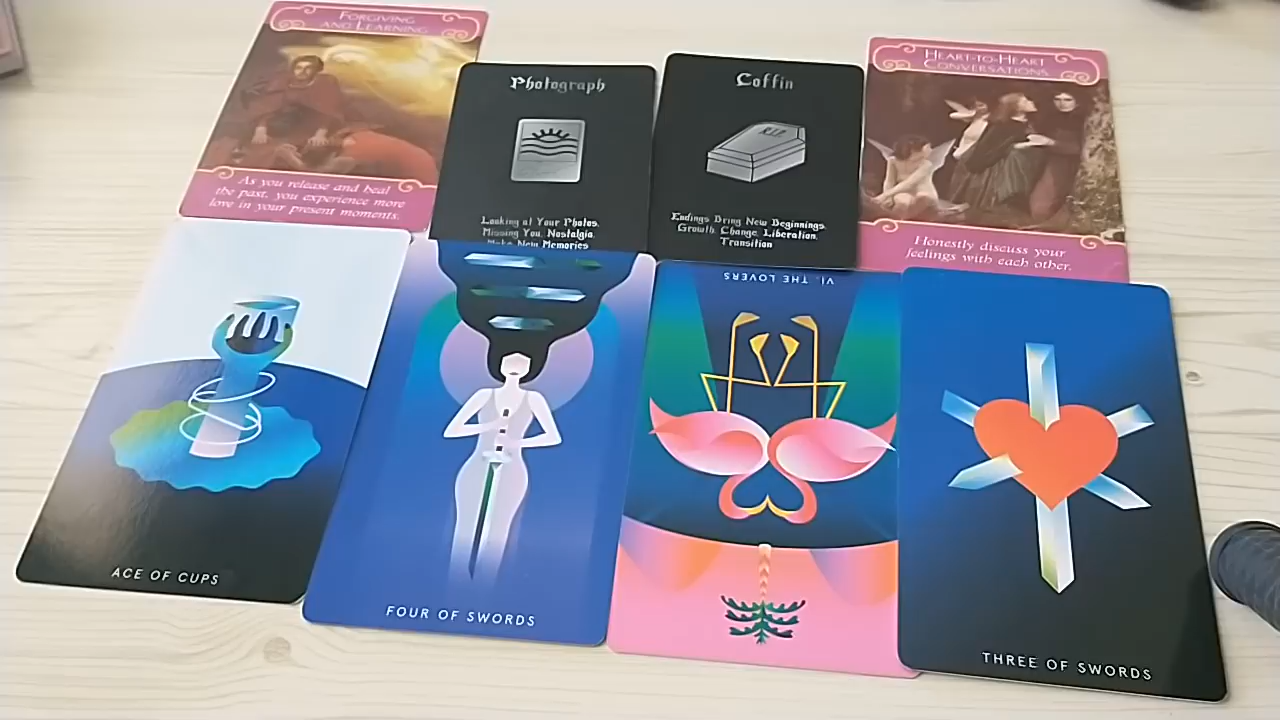 Forgiving
and Learning
As you release and heal
the past, you experience more
love in your present moments.
Photograph
Looking at Your Photos.
Missing You. Nostalgia.
Make New Memories
Coffin
R.I.P.
Endings Bring New Beginnings.
Growth. Change. Liberation.
Transition
Heart-to-Heart
Conversations
Honestly discuss your
feelings with each other.
ACE OF CUPS
FOUR OF SWORDS
VI. THE LOVERS
THREE OF SWORDS